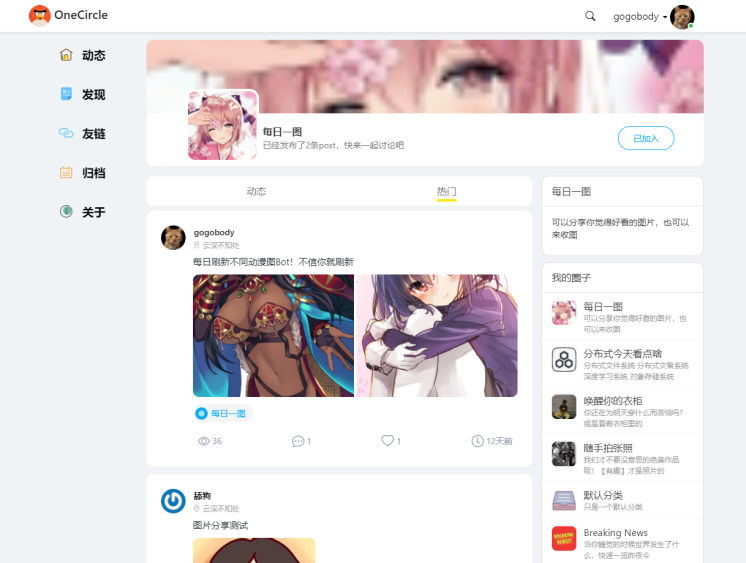 OneCircle
gogobody
动态
发现
友链
归档
关于
每日一图
已经发布了2条post，快来一起讨论吧
已加入
动态
热门
gogobody
云深不知处
每日刷新不同动漫图Bot！不信你就刷新
每日一图
36
1
1
12天前
舔狗
云深不知处
图片分享测试
每日一图
可以分享你觉得好看的图片，也可以来收图
我的圈子
每日一图
可以分享你觉得好看的图片，也可以来收图
分布式今天看点啥
分布式文件系统 分布式灾备系统
深度学习系统 对象存储系统
唤醒你的衣柜
你还在为明天穿什么而苦恼吗？
或是看看衣柜里的
随手拍张照
我们才不要没意思的绝美作品
呢！【有趣】才是照片的
默认分类
只是一个默认分类
BREAKING NEWS!!
Breaking News
当你睡觉的时候世界发生了什
么，快速一览昨夜今